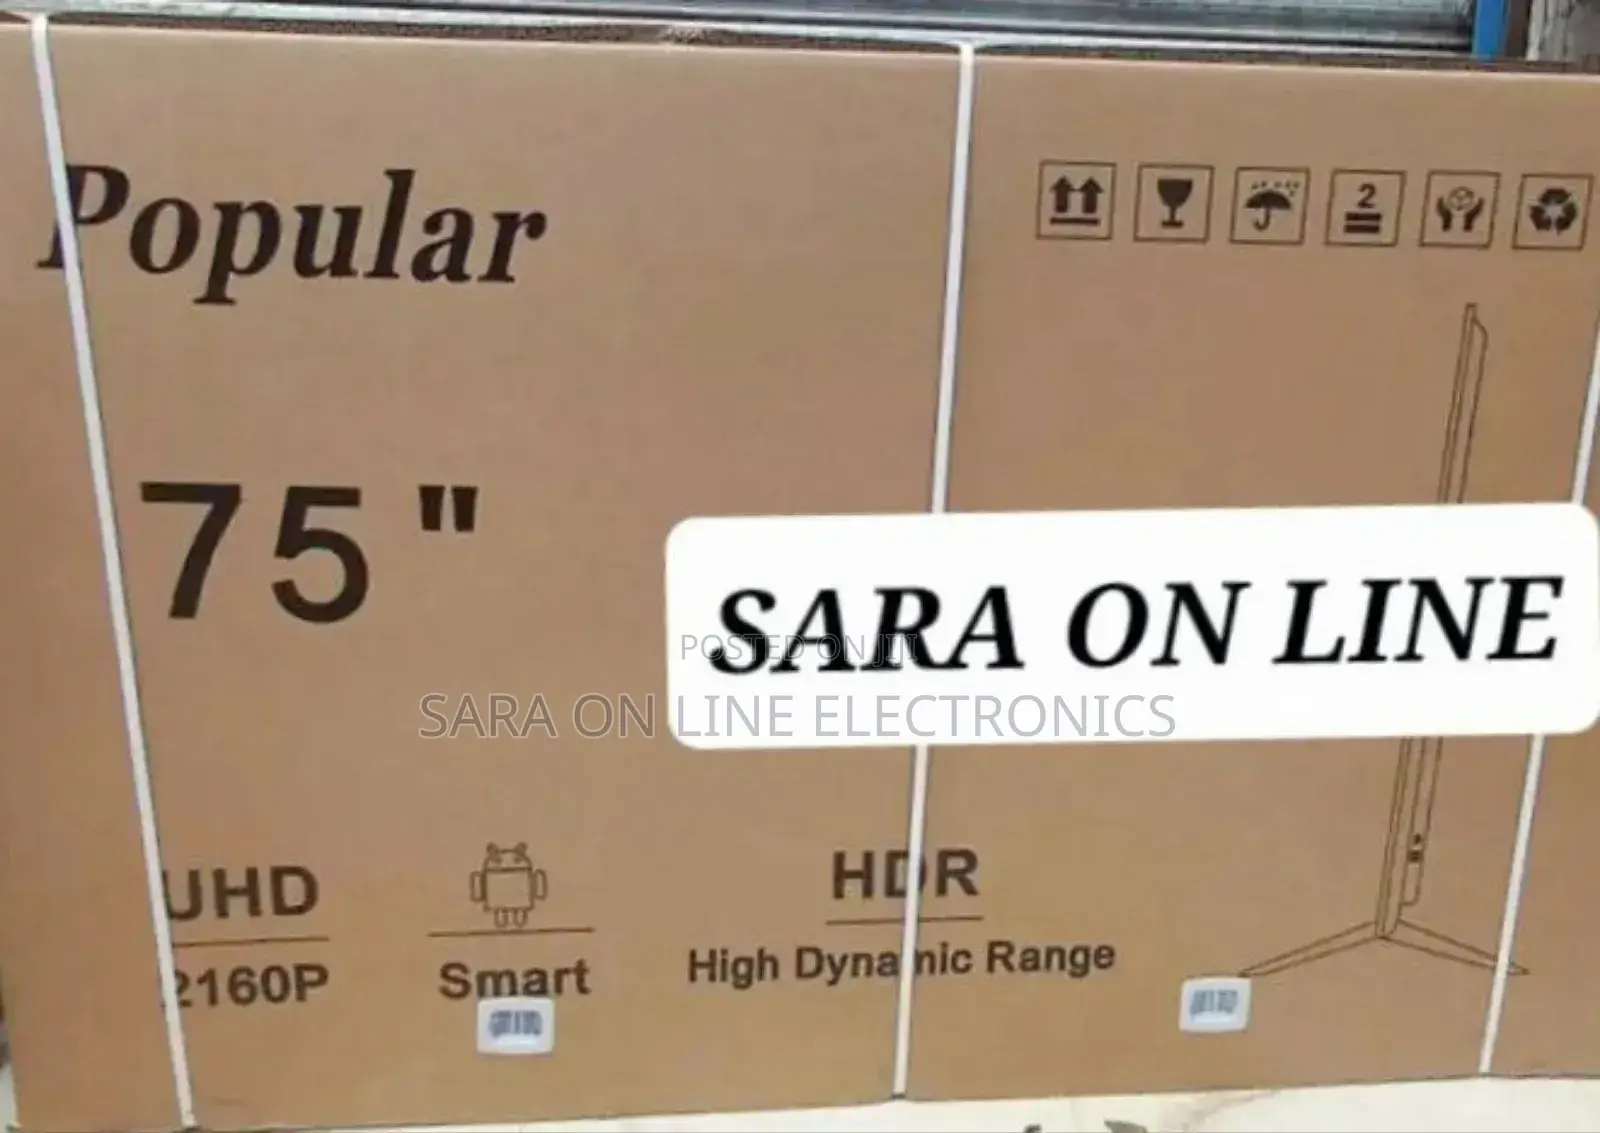 Popular
2
75"
SARA ON LINE
POSTED ON JIJI
SARA ON LINE ELECTRONICS
UHD
2160P
Smart
HDR
High Dynamic Range